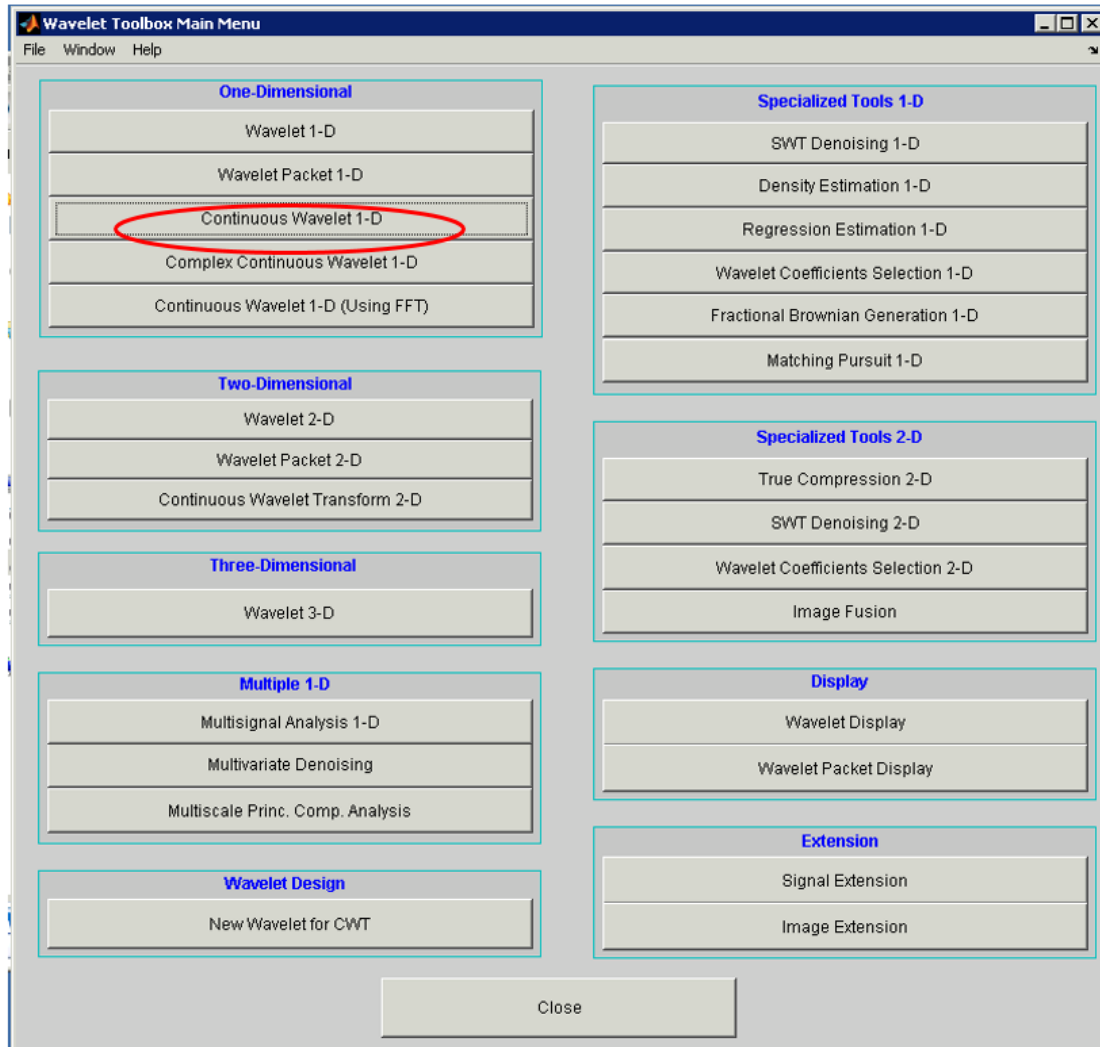 Wavelet Toolbox Main Menu
File Window Help
One-Dimensional
Wavelet 1-D
Wavelet Packet 1-D
Continuous Wavelet 1-D
Complex Continuous Wavelet 1-D
Continuous Wavelet 1-D (Using FFT)
Two-Dimensional
Wavelet 2-D
Wavelet Packet 2-D
Continuous Wavelet Transform 2-D
Three-Dimensional
Wavelet 3-D
Multiple 1-D
Multisignal Analysis 1-D
Multivariate Denoising
Multiscale Princ. Comp. Analysis
Wavelet Design
New Wavelet for CWT
Specialized Tools 1-D
SWT Denoising 1-D
Density Estimation 1-D
Regression Estimation 1-D
Wavelet Coefficients Selection 1-D
Fractional Brownian Generation 1-D
Matching Pursuit 1-D
Specialized Tools 2-D
True Compression 2-D
SWT Denoising 2-D
Wavelet Coefficients Selection 2-D
Image Fusion
Display
Wavelet Display
Wavelet Packet Display
Extension
Signal Extension
Image Extension
Close